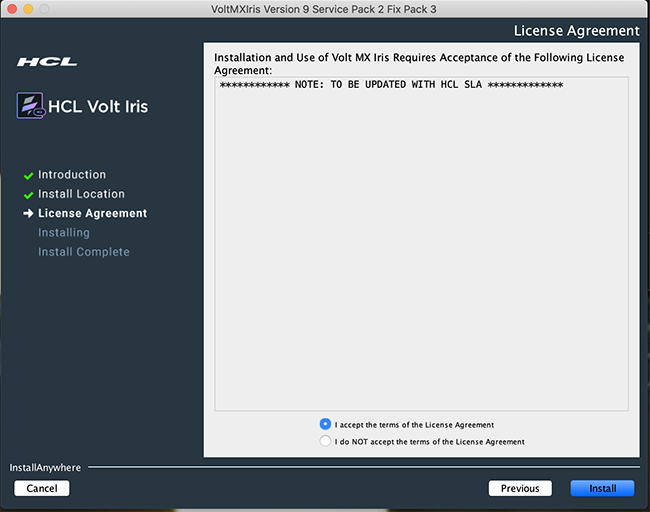 VoltMXIris Version 9 Service Pack 2 Fix Pack 3
License Agreement
HCL
HCL Volt Iris
Introduction
Install Location
License Agreement
Installing
Install Complete
Installation and Use of Volt MX Iris Requires Acceptance of the Following License
Agreement:
************ NOTE: TO BE UPDATED WITH HCL SLA *************
I accept the terms of the License Agreement
I do NOT accept the terms of the License Agreement
InstallAnywhere
Cancel
Previous
Install